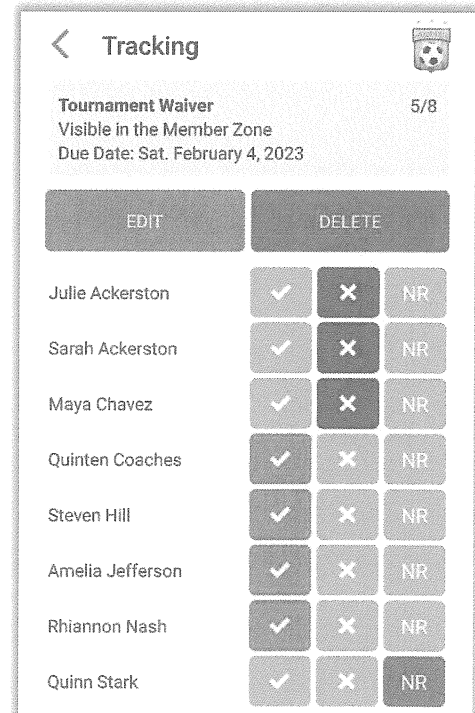 Tracking
Tournament Waiver 5/8
Visible in the Member Zone
Due Date: Sat. February 4, 2023
EDIT DELETE
Julie Ackerston NR
Sarah Ackerston NR
Maya Chavez NR
Quinten Coaches NR
Steven Hill NR
Amelia Jefferson NR
Rhiannon Nash NR
Quinn Stark NR